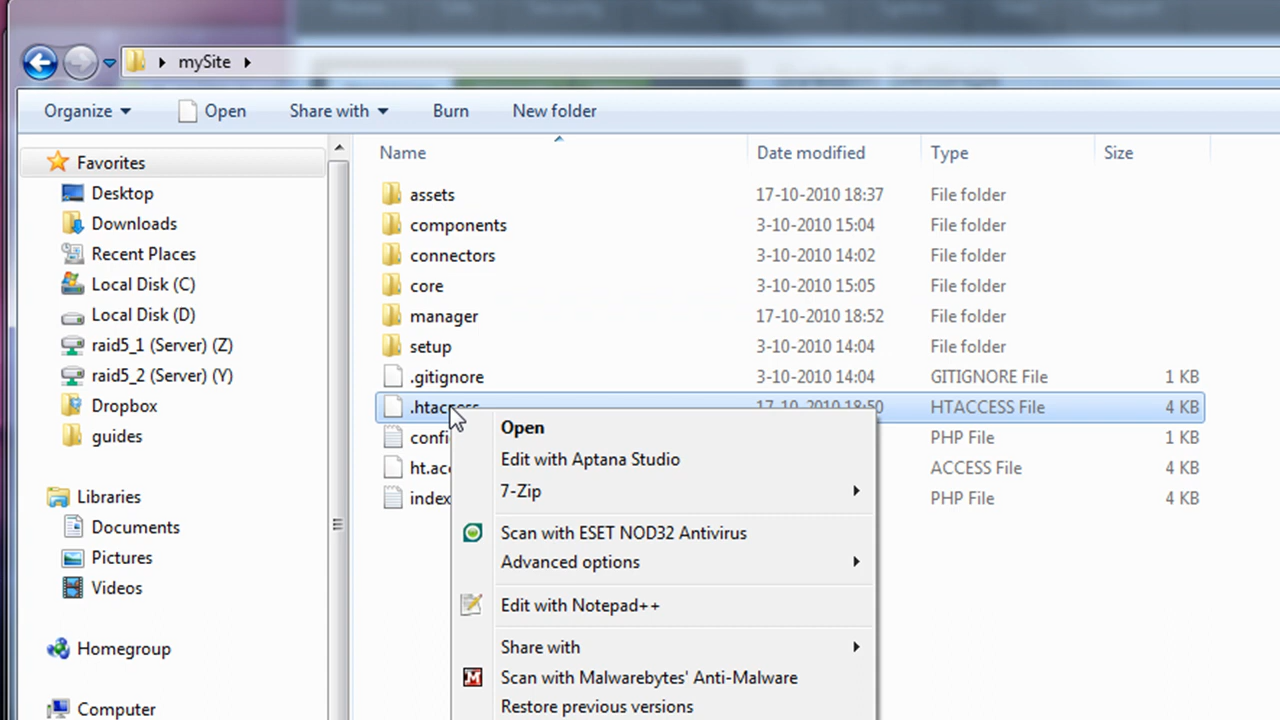 mySite
Organize Open Share with Burn New folder
Name Date modified Type Size
Favorites
Desktop
Downloads
Recent Places
Local Disk (C)
Local Disk (D)
raid5_1 (Server) (Z)
raid5_2 (Server) (Y)
Dropbox
guides
Libraries
Documents
Pictures
Videos
Homegroup
Computer
assets 17-10-2010 18:37 File folder
components 3-10-2010 15:04 File folder
connectors 3-10-2010 14:02 File folder
core 3-10-2010 15:05 File folder
manager 17-10-2010 18:52 File folder
setup 3-10-2010 14:04 File folder
.gitignore 3-10-2010 14:04 GITIGNORE File 1 KB
.htaccess 17-10-2010 18:50 HTACCESS File 4 KB
confi PHP File 1 KB
ht.ac ACCESS File 4 KB
index PHP File 4 KB
Open
Edit with Aptana Studio
7-Zip
Scan with ESET NOD32 Antivirus
Advanced options
Edit with Notepad++
Share with
Scan with Malwarebytes' Anti-Malware
Restore previous versions